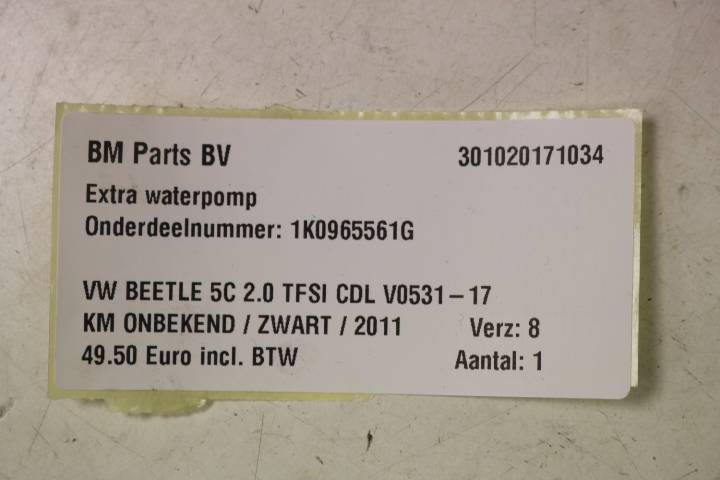 BM Parts BV 301020171034
Extra waterpomp
Onderdeelnummer: 1K0965561G
VW BEETLE 5C 2.0 TFSI CDL V0531-17
KM ONBEKEND / ZWART / 2011 Verz: 8
49.50 Euro incl. BTW Aantal: 1